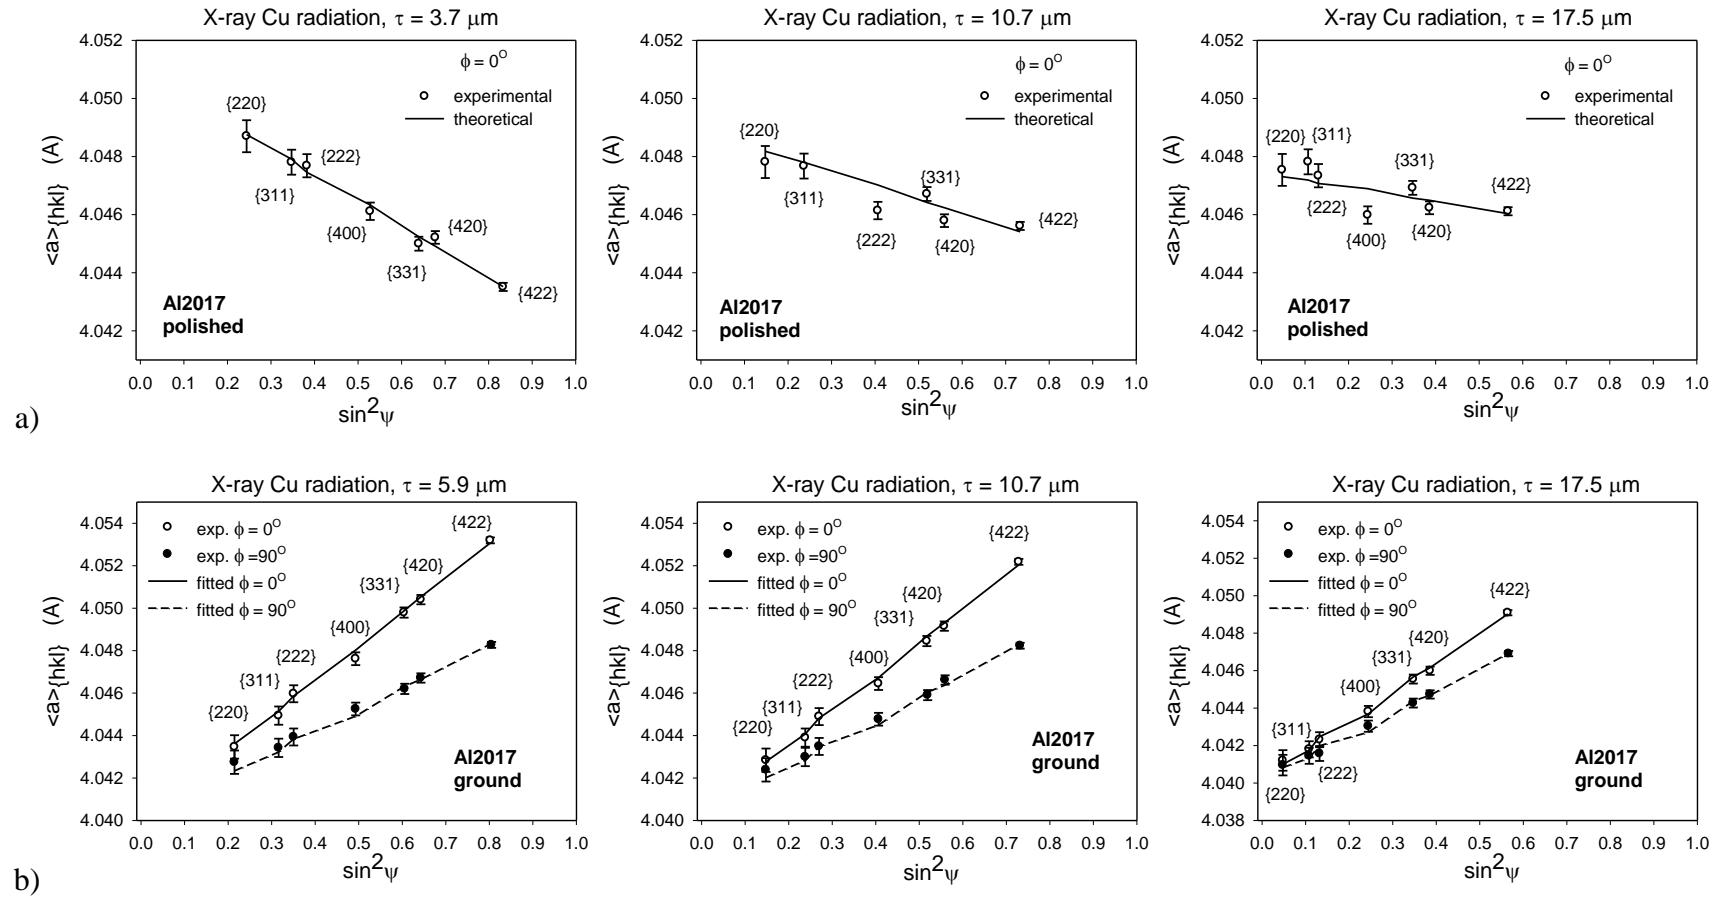 X-ray Cu radiation, τ = 3.7 μm
4.052
4.050
4.048
4.046
4.044
4.042
<a>{hkl} (A)
ϕ = 0O
experimental
theoretical
{220}
{222}
{311}
{400}
{420}
{331}
{422}
Al2017
polished
0.0 0.1 0.2 0.3 0.4 0.5 0.6 0.7 0.8 0.9 1.0
sin2ψ
X-ray Cu radiation, τ = 10.7 μm
4.052
4.050
4.048
4.046
4.044
4.042
<a>{hkl} (A)
ϕ = 0O
experimental
theoretical
{220}
{311}
{331}
{222}
{420}
{422}
Al2017
polished
0.0 0.1 0.2 0.3 0.4 0.5 0.6 0.7 0.8 0.9 1.0
sin2ψ
X-ray Cu radiation, τ = 17.5 μm
4.052
4.050
4.048
4.046
4.044
4.042
<a>{hkl} (A)
ϕ = 0O
experimental
theoretical
{220}
{311}
{331}
{422}
{222}
{400}
{420}
Al2017
polished
0.0 0.1 0.2 0.3 0.4 0.5 0.6 0.7 0.8 0.9 1.0
sin2ψ
a)
X-ray Cu radiation, τ = 5.9 μm
4.054
4.052
4.050
4.048
4.046
4.044
4.042
4.040
<a>{hkl} (A)
exp. ϕ = 0O
exp. ϕ =90O
fitted ϕ = 0O
fitted ϕ = 90O
{422}
{420}
{331}
{400}
{222}
{311}
{220}
Al2017
ground
0.0 0.1 0.2 0.3 0.4 0.5 0.6 0.7 0.8 0.9 1.0
sin2ψ
X-ray Cu radiation, τ = 10.7 μm
4.054
4.052
4.050
4.048
4.046
4.044
4.042
4.040
<a>{hkl} (A)
exp. ϕ = 0O
exp. ϕ =90O
fitted ϕ = 0O
fitted ϕ = 90O
{422}
{420}
{331}
{400}
{222}
{311}
{220}
Al2017
ground
0.0 0.1 0.2 0.3 0.4 0.5 0.6 0.7 0.8 0.9 1.0
sin2ψ
X-ray Cu radiation, τ = 17.5 μm
4.054
4.052
4.050
4.048
4.046
4.044
4.042
4.040
4.038
<a>{hkl} (A)
exp. ϕ = 0O
exp. ϕ =90O
fitted ϕ = 0O
fitted ϕ = 90O
{422}
{420}
{331}
{400}
{311}
{222}
{220}
Al2017
ground
0.0 0.1 0.2 0.3 0.4 0.5 0.6 0.7 0.8 0.9 1.0
sin2ψ
b)